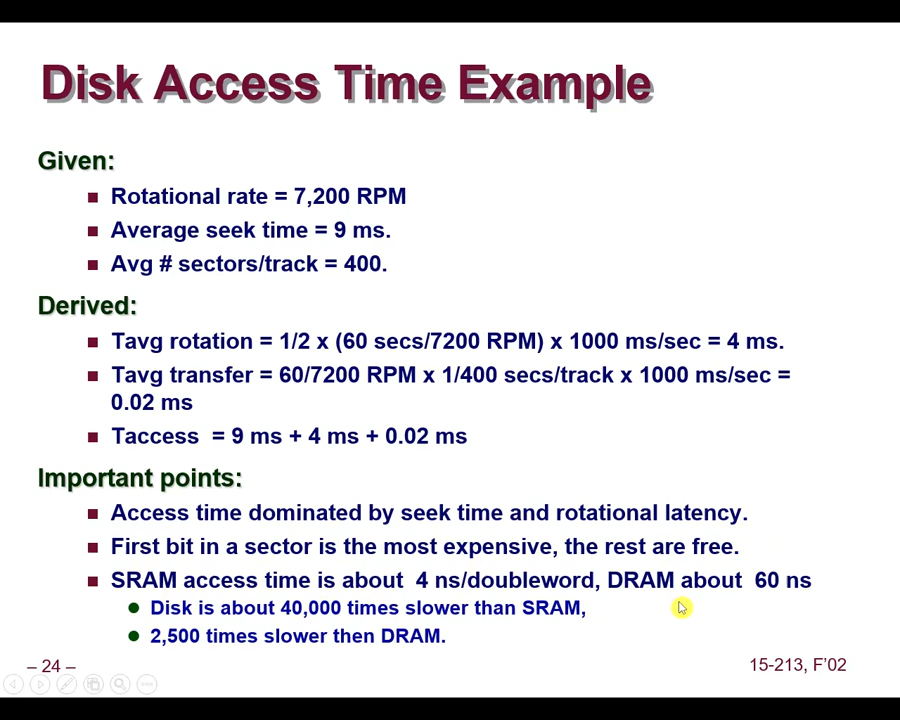 Disk Access Time Example
Given:
Rotational rate = 7,200 RPM
Average seek time = 9 ms.
Avg # sectors/track = 400.
Derived:
Tavg rotation = 1/2 x (60 secs/7200 RPM) x 1000 ms/sec = 4 ms.
Tavg transfer = 60/7200 RPM x 1/400 secs/track x 1000 ms/sec =
0.02 ms
Taccess = 9 ms + 4 ms + 0.02 ms
Important points:
Access time dominated by seek time and rotational latency.
First bit in a sector is the most expensive, the rest are free.
SRAM access time is about 4 ns/doubleword, DRAM about 60 ns
Disk is about 40,000 times slower than SRAM,
2,500 times slower then DRAM.
– 24 –
15-213, F'02